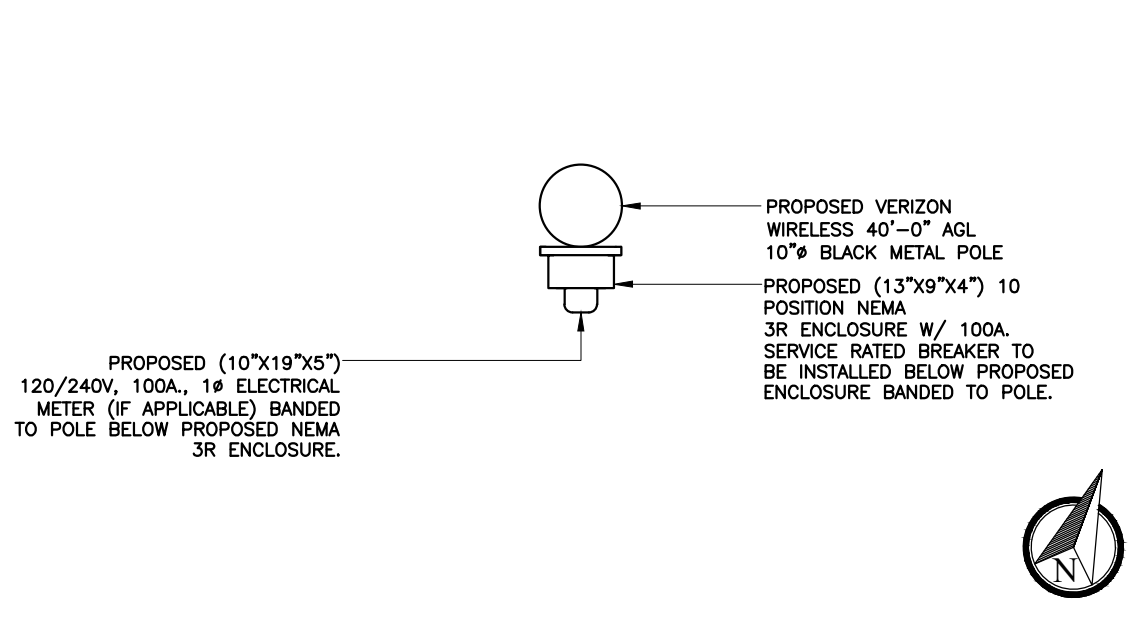 PROPOSED VERIZON
WIRELESS 40'-0" AGL
10"ø BLACK METAL POLE
PROPOSED (13"X9"X4") 10
POSITION NEMA
3R ENCLOSURE W/ 100A.
SERVICE RATED BREAKER TO
BE INSTALLED BELOW PROPOSED
ENCLOSURE BANDED TO POLE.
PROPOSED (10"X19"X5")
120/240V, 100A., 1ø ELECTRICAL
METER (IF APPLICABLE) BANDED
TO POLE BELOW PROPOSED NEMA
3R ENCLOSURE.
N